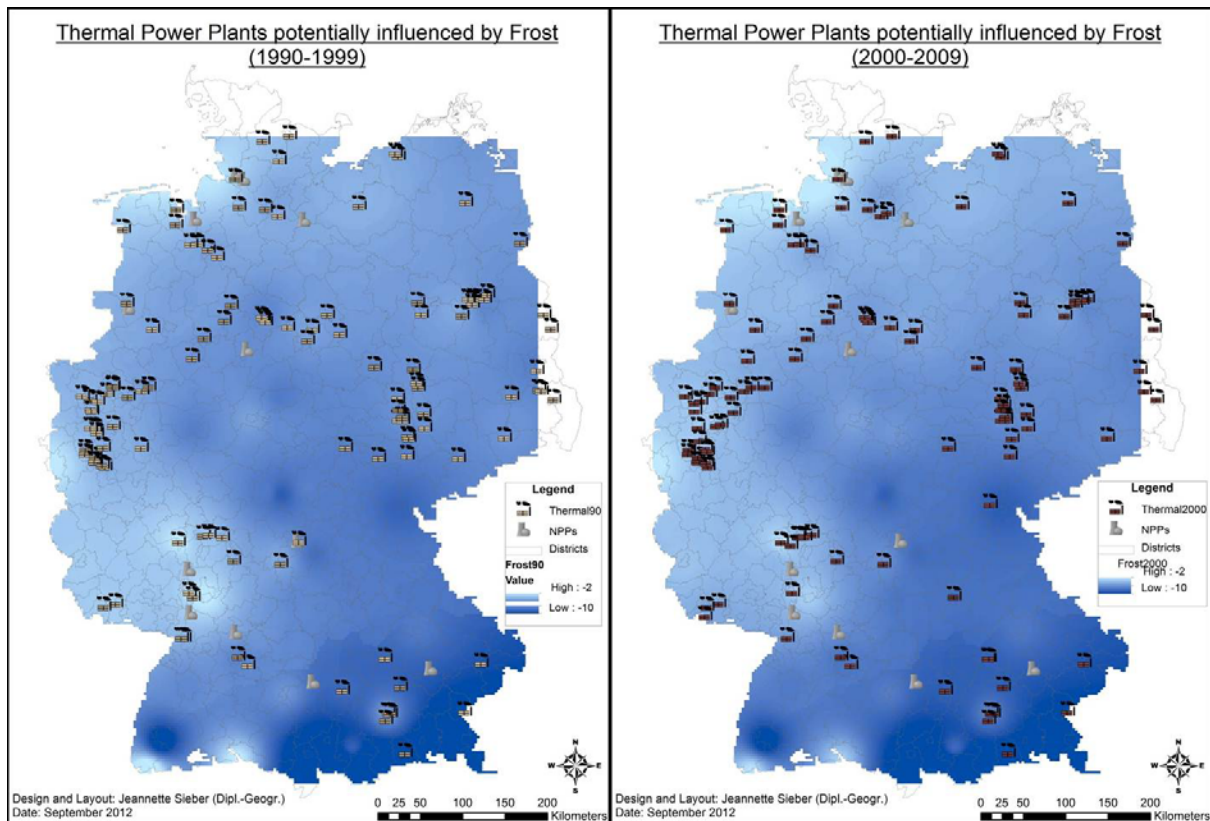 Thermal Power Plants potentially influenced by Frost
(1990-1999)
Legend
Thermal90
NPPs
Districts
Frost90
Value
High : -2
Low : -10
N
W E
S
Design and Layout: Jeannette Sieber (Dipl.-Geogr.)
Date: September 2012
0 25 50 100 150 200
Kilometers
Thermal Power Plants potentially influenced by Frost
(2000-2009)
Legend
Thermal2000
NPPs
Districts
Frost2000
High : -2
Low : -10
N
W E
S
Design and Layout: Jeannette Sieber (Dipl.-Geogr.)
Date: September 2012
0 25 50 100 150 200
Kilometers